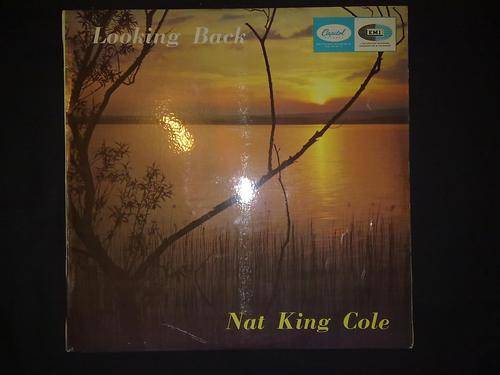 Looking Back
Capitol
EMI
Nat King Cole